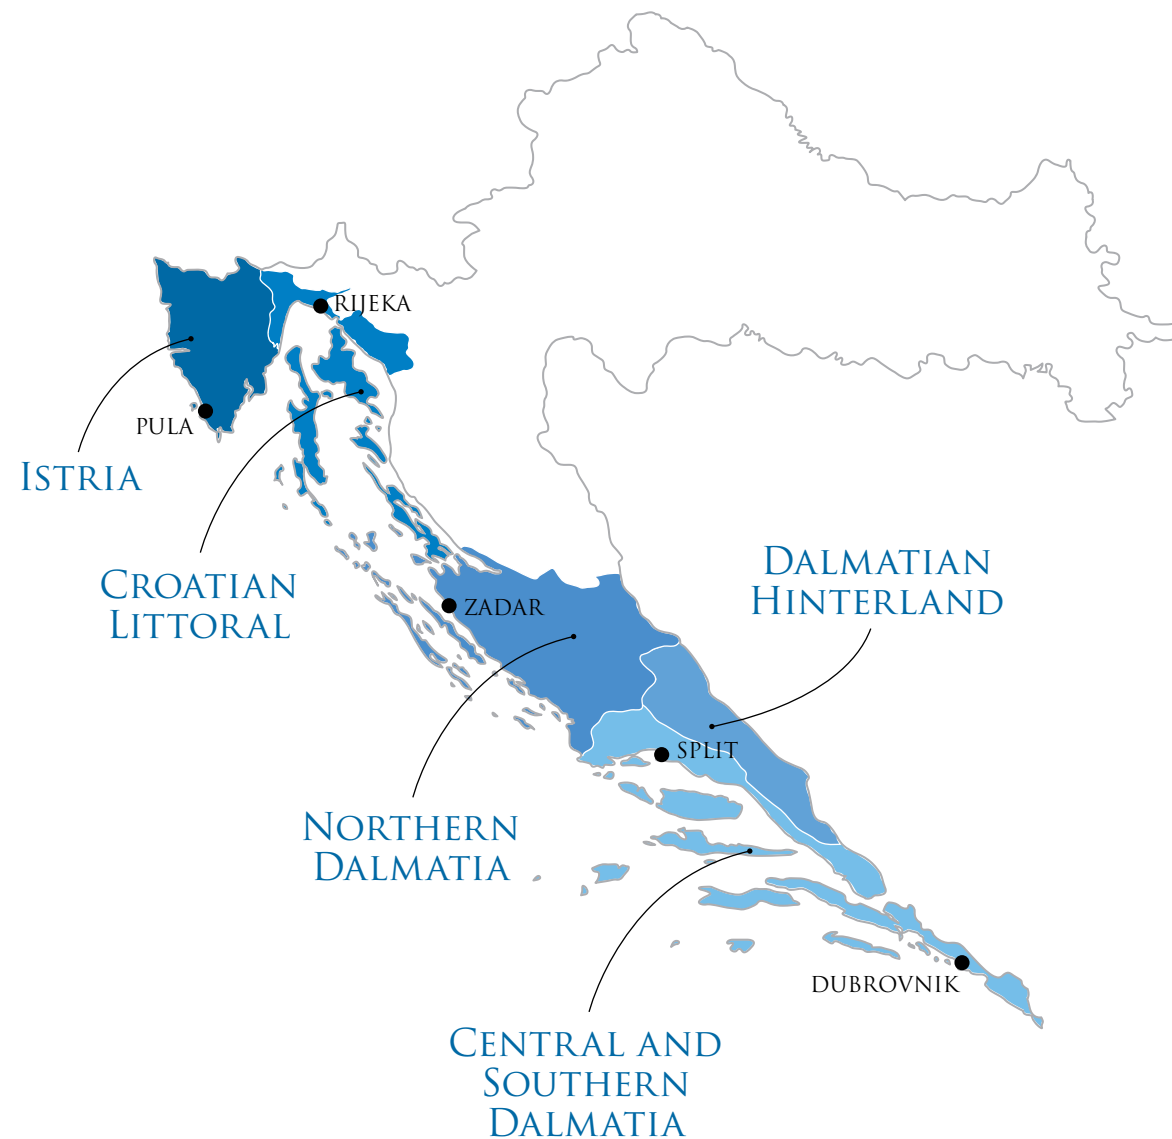 RIJEKA
PULA
ISTRIA
CROATIAN
LITTORAL
DALMATIAN
HINTERLAND
ZADAR
SPLIT
NORTHERN
DALMATIA
DUBROVNIK
CENTRAL AND
SOUTHERN
DALMATIA